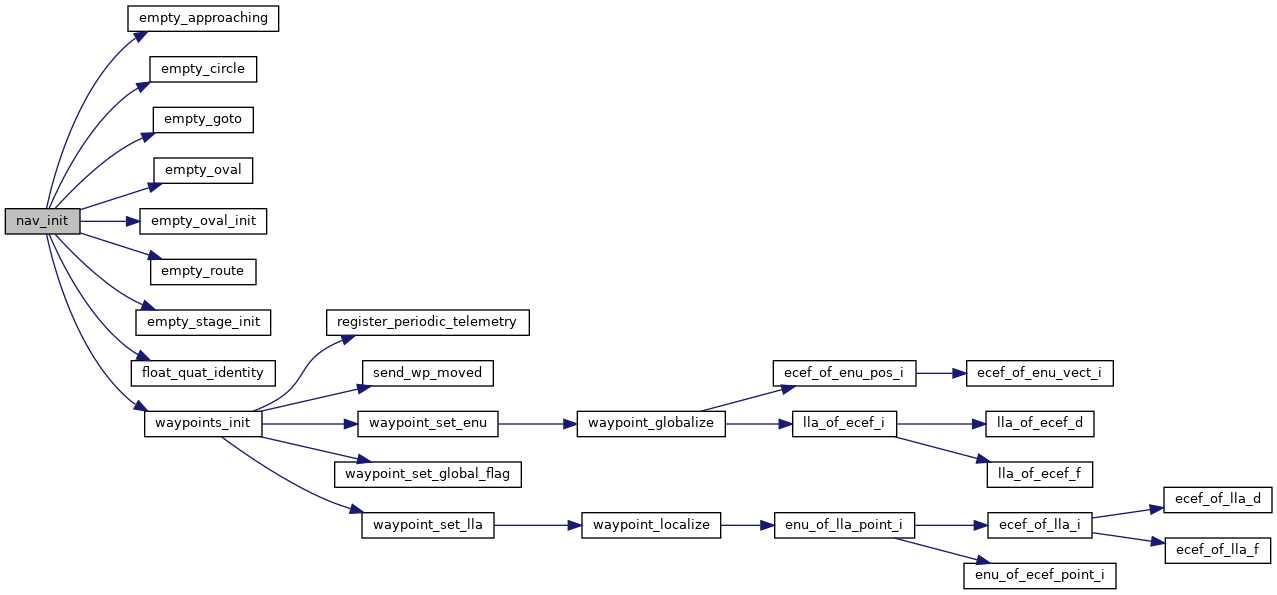 empty_approaching
empty_circle
empty_goto
empty_oval
nav_init
empty_oval_init
empty_route
empty_stage_init
register_periodic_telemetry
float_quat_identity
send_wp_moved
ecef_of_enu_pos_i
ecef_of_enu_vect_i
waypoints_init
waypoint_set_enu
waypoint_globalize
lla_of_ecef_i
lla_of_ecef_d
waypoint_set_global_flag
lla_of_ecef_f
ecef_of_lla_d
waypoint_set_lla
waypoint_localize
enu_of_lla_point_i
ecef_of_lla_i
ecef_of_lla_f
enu_of_ecef_point_i